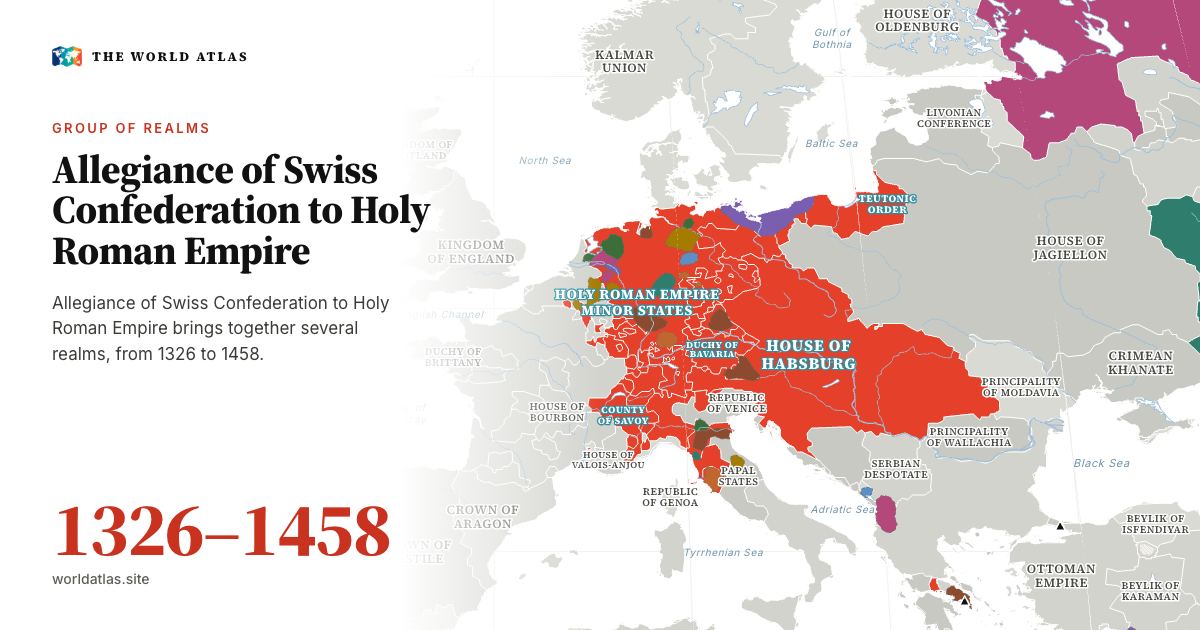 THE WORLD ATLAS
GROUP OF REALMS
Allegiance of Swiss
Confederation to Holy
Roman Empire
Allegiance of Swiss Confederation to Holy
Roman Empire brings together several
realms, from 1326 to 1458.
1326–1458
worldatlas.site
HOUSE OF
OLDENBURG
Gulf of
Bothnia
KALMAR
UNION
LIVONIAN
CONFERENCE
North Sea
Baltic Sea
TEUTONIC
ORDER
KINGDOM
OF ENGLAND
HOUSE OF
JAGIELLON
HOLY ROMAN EMPIRE
MINOR STATES
Channel
DUCHY OF
BRITTANY
DUCHY OF
BAVARIA
HOUSE OF
HABSBURG
CRIMEAN
KHANATE
PRINCIPALITY
OF MOLDAVIA
HOUSE OF
BOURBON
COUNTY
OF SAVOY
REPUBLIC
OF VENICE
PRINCIPALITY
OF WALLACHIA
HOUSE OF
VALOIS-ANJOU
PAPAL
STATES
SERBIAN
DESPOTATE
Black Sea
REPUBLIC
OF GENOA
CROWN OF
ARAGON
Adriatic Sea
BEYLIK OF
ISFENDIYAR
Tyrrhenian Sea
OTTOMAN
EMPIRE
BEYLIK OF
KARAMAN